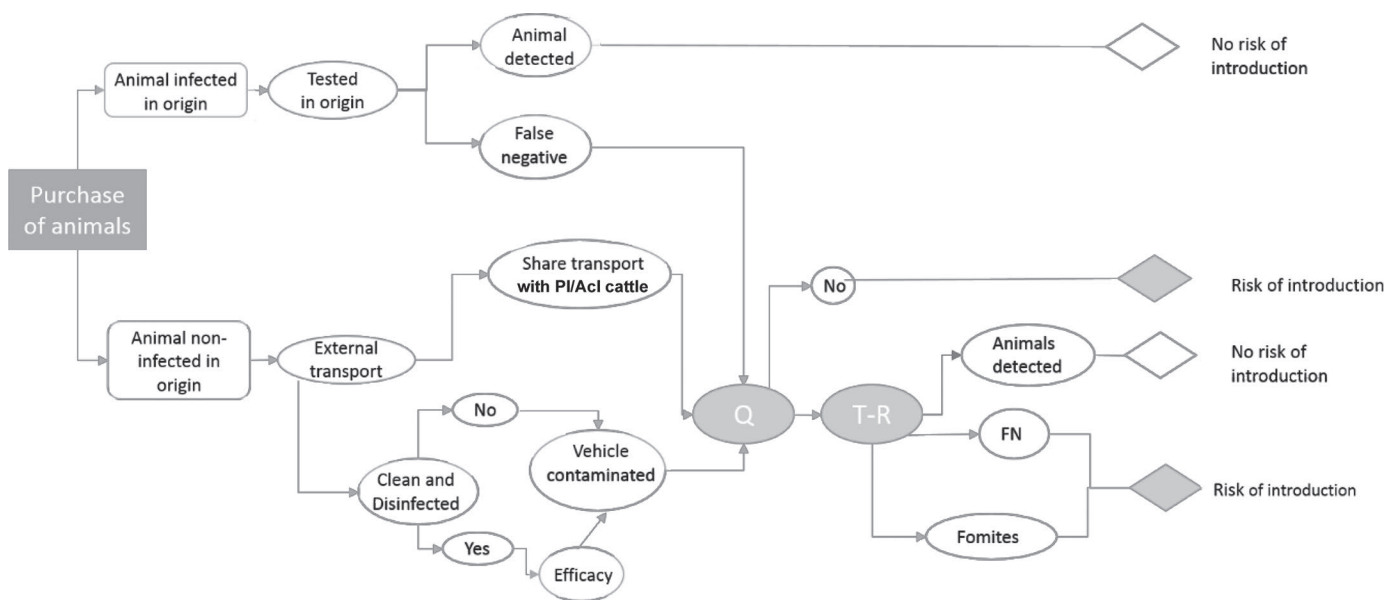 Animal
detected
No risk of
introduction
Animal infected
in origin
Tested
in origin
False
negative
Purchase
of animals
Share transport
with PI/AcI cattle
No
Risk of introduction
Animal non-
infected in
origin
External
transport
Animals
detected
No risk of
introduction
No
Q
T-R
FN
Vehicle
contaminated
Clean and
Disinfected
Risk of introduction
Yes
Efficacy
Fomites